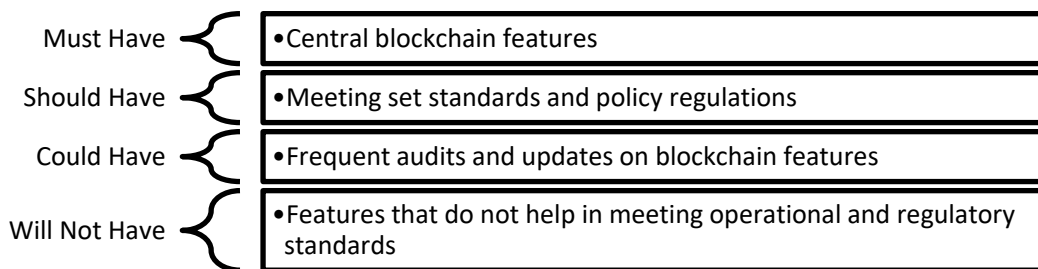 Must Have
•Central blockchain features
Should Have
•Meeting set standards and policy regulations
Could Have
•Frequent audits and updates on blockchain features
Will Not Have
•Features that do not help in meeting operational and regulatory
standards